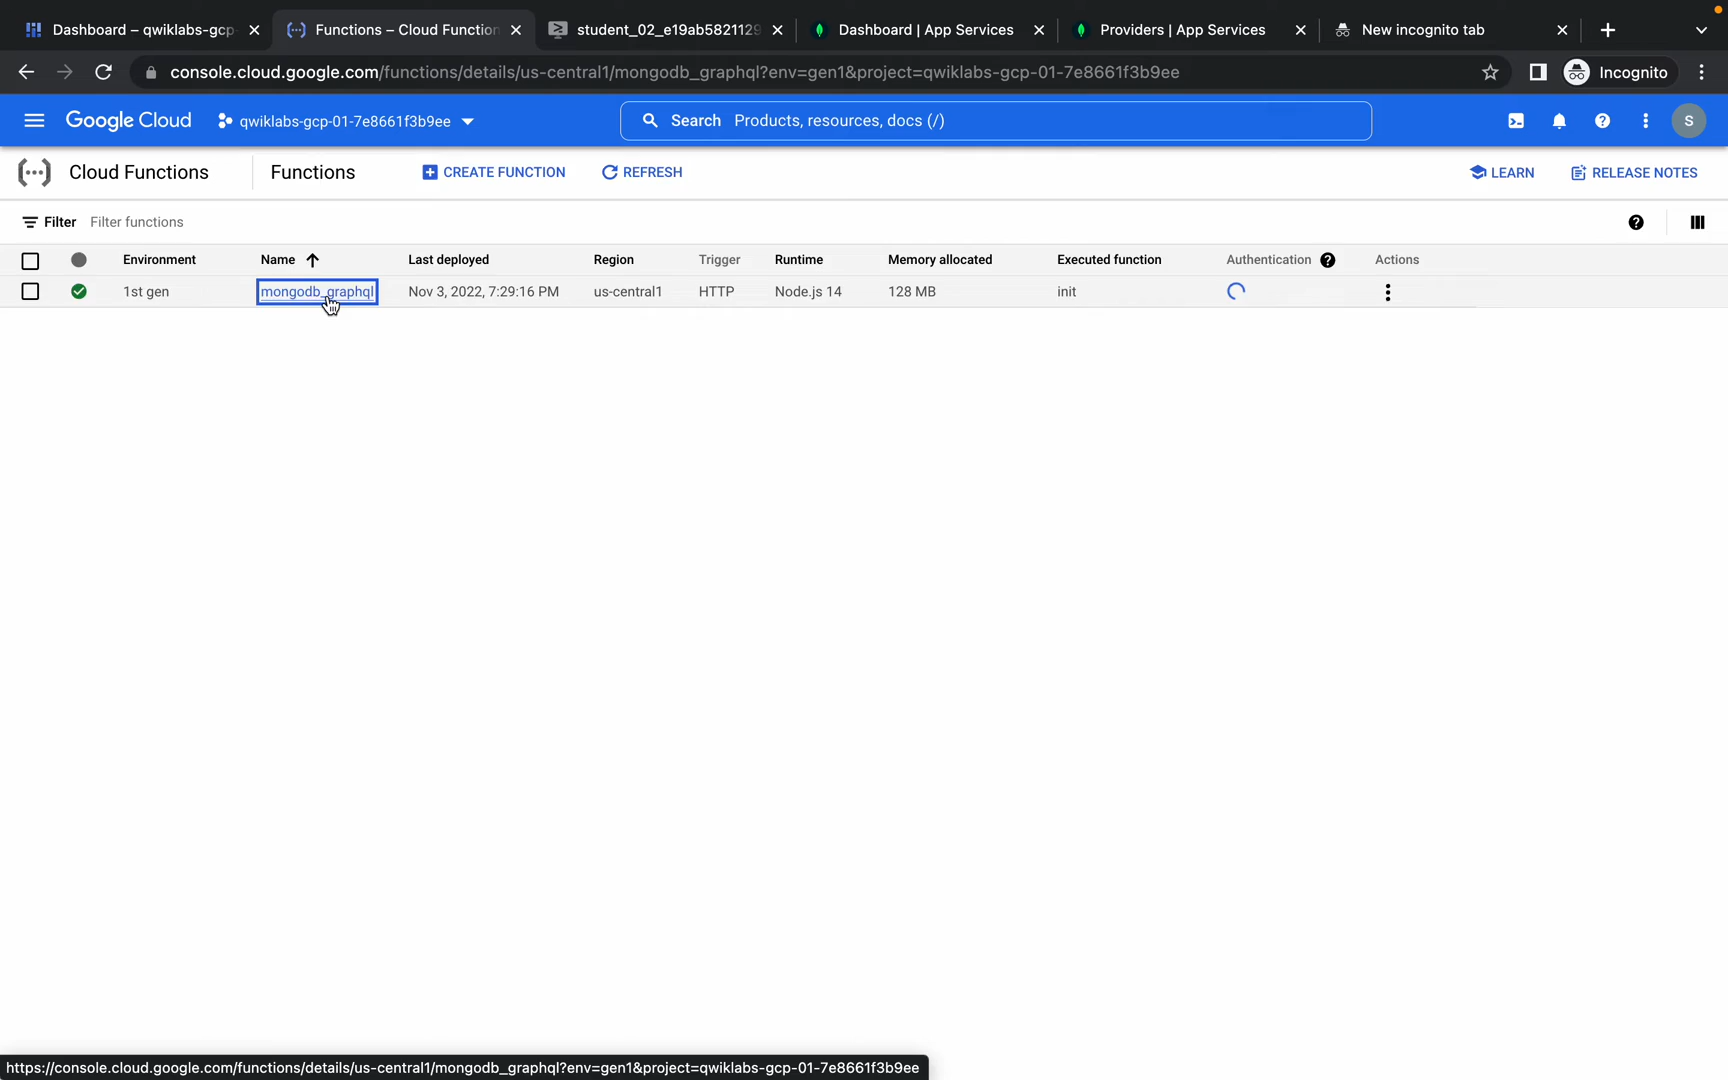 Dashboard – qwiklabs-gcp-
Functions – Cloud Function
student_02_e19ab5821129
Dashboard | App Services
Providers | App Services
New incognito tab
console.cloud.google.com/functions/details/us-central1/mongodb_graphql?env=gen1&project=qwiklabs-gcp-01-7e8661f3b9ee
Incognito
Google Cloud
qwiklabs-gcp-01-7e8661f3b9ee
Search Products, resources, docs (/)
S
Cloud Functions
Functions
CREATE FUNCTION
REFRESH
LEARN
RELEASE NOTES
Filter Filter functions
Environment Name Last deployed Region Trigger Runtime Memory allocated Executed function Authentication Actions
1st gen mongodb_graphql Nov 3, 2022, 7:29:16 PM us-central1 HTTP Node.js 14 128 MB init
https://console.cloud.google.com/functions/details/us-central1/mongodb_graphql?env=gen1&project=qwiklabs-gcp-01-7e8661f3b9ee